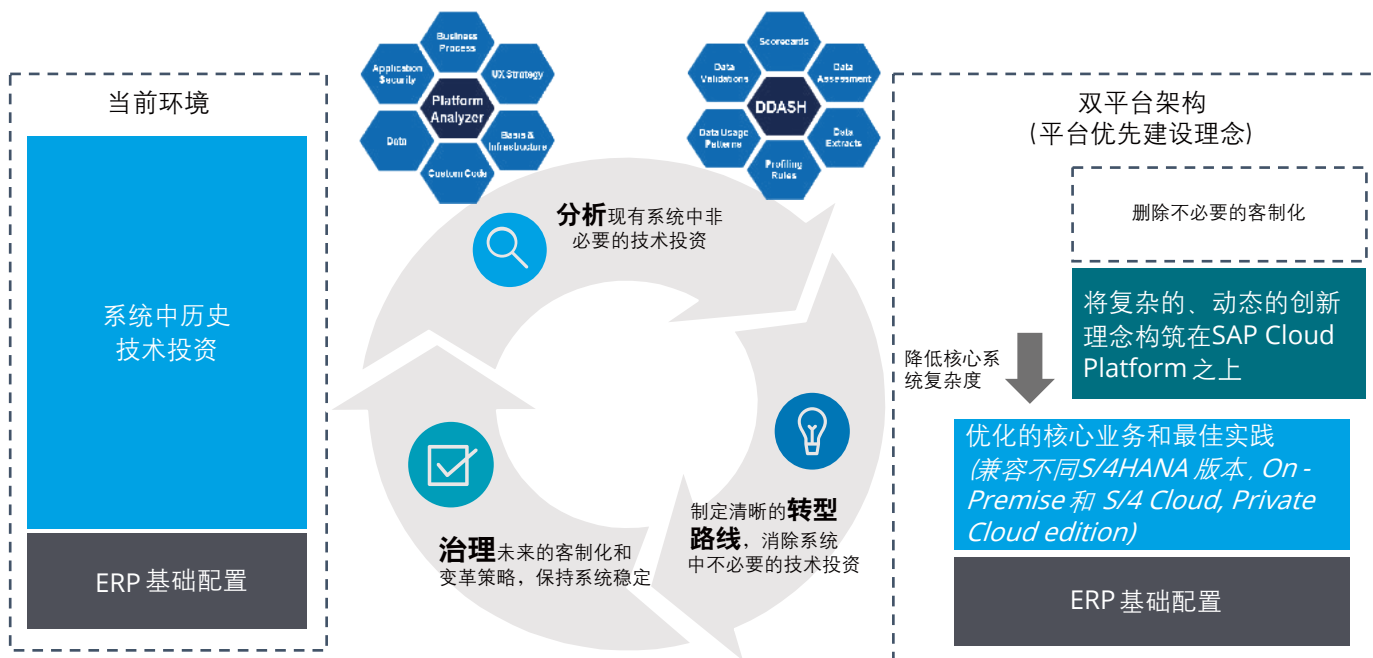 当前环境
系统中历史
技术投资
ERP 基础配置
Business
Process
Application
Security
UX Strategy
Platform
Analyzer
Data
Basis &
Infrastructure
Custom Code
Scorecards
Data
Validations
Data
Assessment
DDASH
Data Usage
Patterns
Data
Extracts
Profiling
Rules
分析现有系统中非
必要的技术投资
制定清晰的转型
路线，消除系统
中不必要的技术投资
治理未来的客制化和
变革策略，保持系统稳定
双平台架构
(平台优先建设理念)
删除不必要的客制化
将复杂的、动态的创新
理念构筑在SAP Cloud
Platform 之上
降低核心系
统复杂度
优化的核心业务和最佳实践
(兼容不同S/4HANA 版本, On -
Premise 和 S/4 Cloud, Private
Cloud edition)
ERP 基础配置